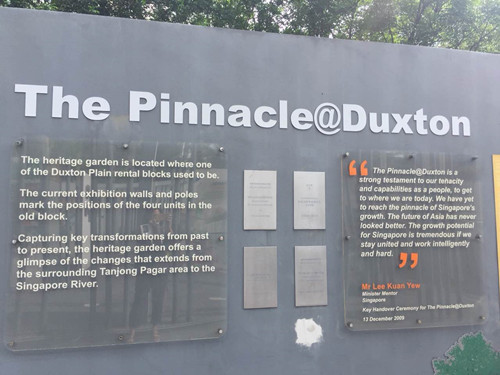 The Pinnacle@Duxton
The heritage garden is located where one
of the Duxton Plain rental blocks used to be.
The current exhibition walls and poles
mark the positions of the four units in the
old block.
Capturing key transformations from past
to present, the heritage garden offers a
glimpse of the changes that extends from
the surrounding Tanjong Pagar area to the
Singapore River.
“ The Pinnacle@Duxton is a
strong testament to our tehacity
and capabilities as a people, to get
to where we are today. We have yet
to reach the pinnacle of Singapore's
growth. The future of Asia has never
looked better. The growth potential
for Singapore is tremendous if we
stay united and work intelligently
and hard. ”
Mr Lee Kuan Yew
Minister Mentor
Singapore
Key Handover Ceremony for The Pinnacle@Duxton
13 December 2009